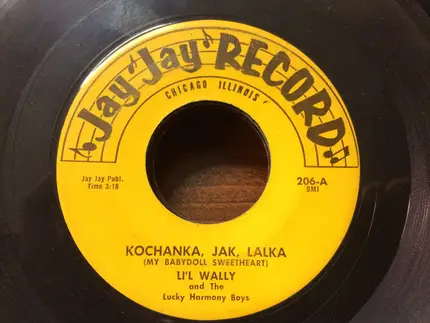 Jay Jay RECORD
CHICAGO ILLINOIS
Jay Jay Publ.
Time 3:18
206-A
BMI
KOCHANKA, JAK, LALKA
(MY BABYDOLL SWEETHEART)
LI'L WALLY
and The
Lucky Harmony Boys